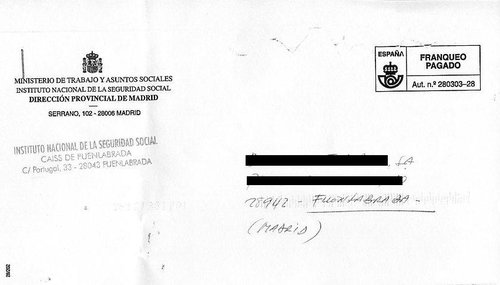 MINISTERIO DE TRABAJO Y ASUNTOS SOCIALES
INSTITUTO NACIONAL DE LA SEGURIDAD SOCIAL
DIRECCIÓN PROVINCIAL DE MADRID
SERRANO, 102 - 28006 MADRID
INSTITUTO NACIONAL DE LA SEGURIDAD SOCIAL
CAISS DE FUENLABRADA
C/ Portugal, 33 - 28943 FUENLABRADA
ESPAÑA
FRANQUEO
PAGADO
Aut. n.º 280303-28
SA
28942 FUENLABRADA
(MADRID)